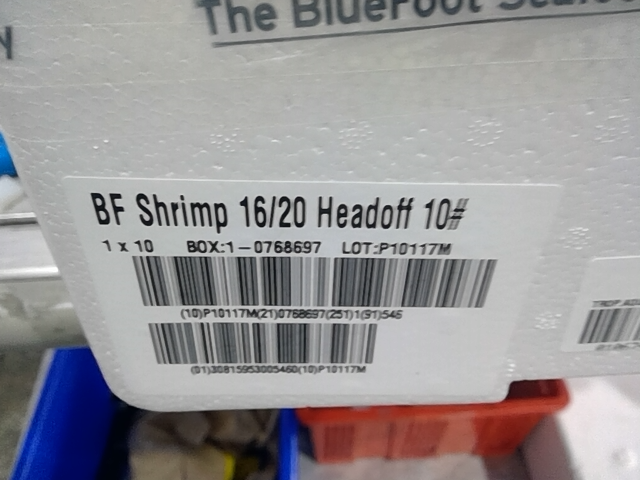 The BlueFoot
BF Shrimp 16/20 Headoff 10#
1 x 10 BOX:1-0768697 LOT:P10117M
(10)P10117M(21)0768697(251)1(91)546
(01)30815953005460(10)P10117M